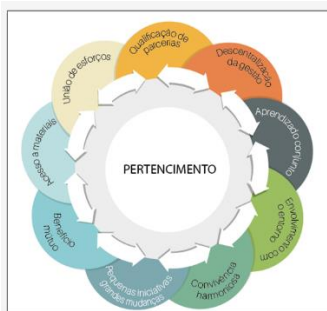 Qualificação de
parcerias
Descentralização
da gestão
Aprendizado conjunto
Envolvimento com
o entorno
Convivência
harmoniosa
Pequenas iniciativas
grandes mudanças
Benefício
mútuo
Acesso a materiais
União de esforços
PERTENCIMENTO